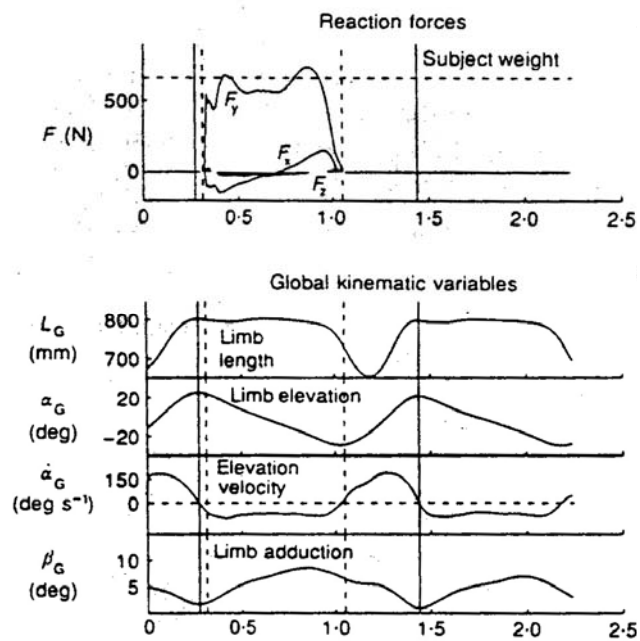 Reaction forces
Subject weight
500
F (N)
F_y
F_x
0
F_z
0 0·5 1·0 1·5 2·0 2·5
Global kinematic variables
L_G
(mm)
800
700
Limb
length
α_G
(deg)
20
-20
Limb elevation
α̇_G
(deg s⁻¹)
150
0
Elevation
velocity
β_G
(deg)
10
5
Limb adduction
0 0·5 1·0 1·5 2·0 2·5